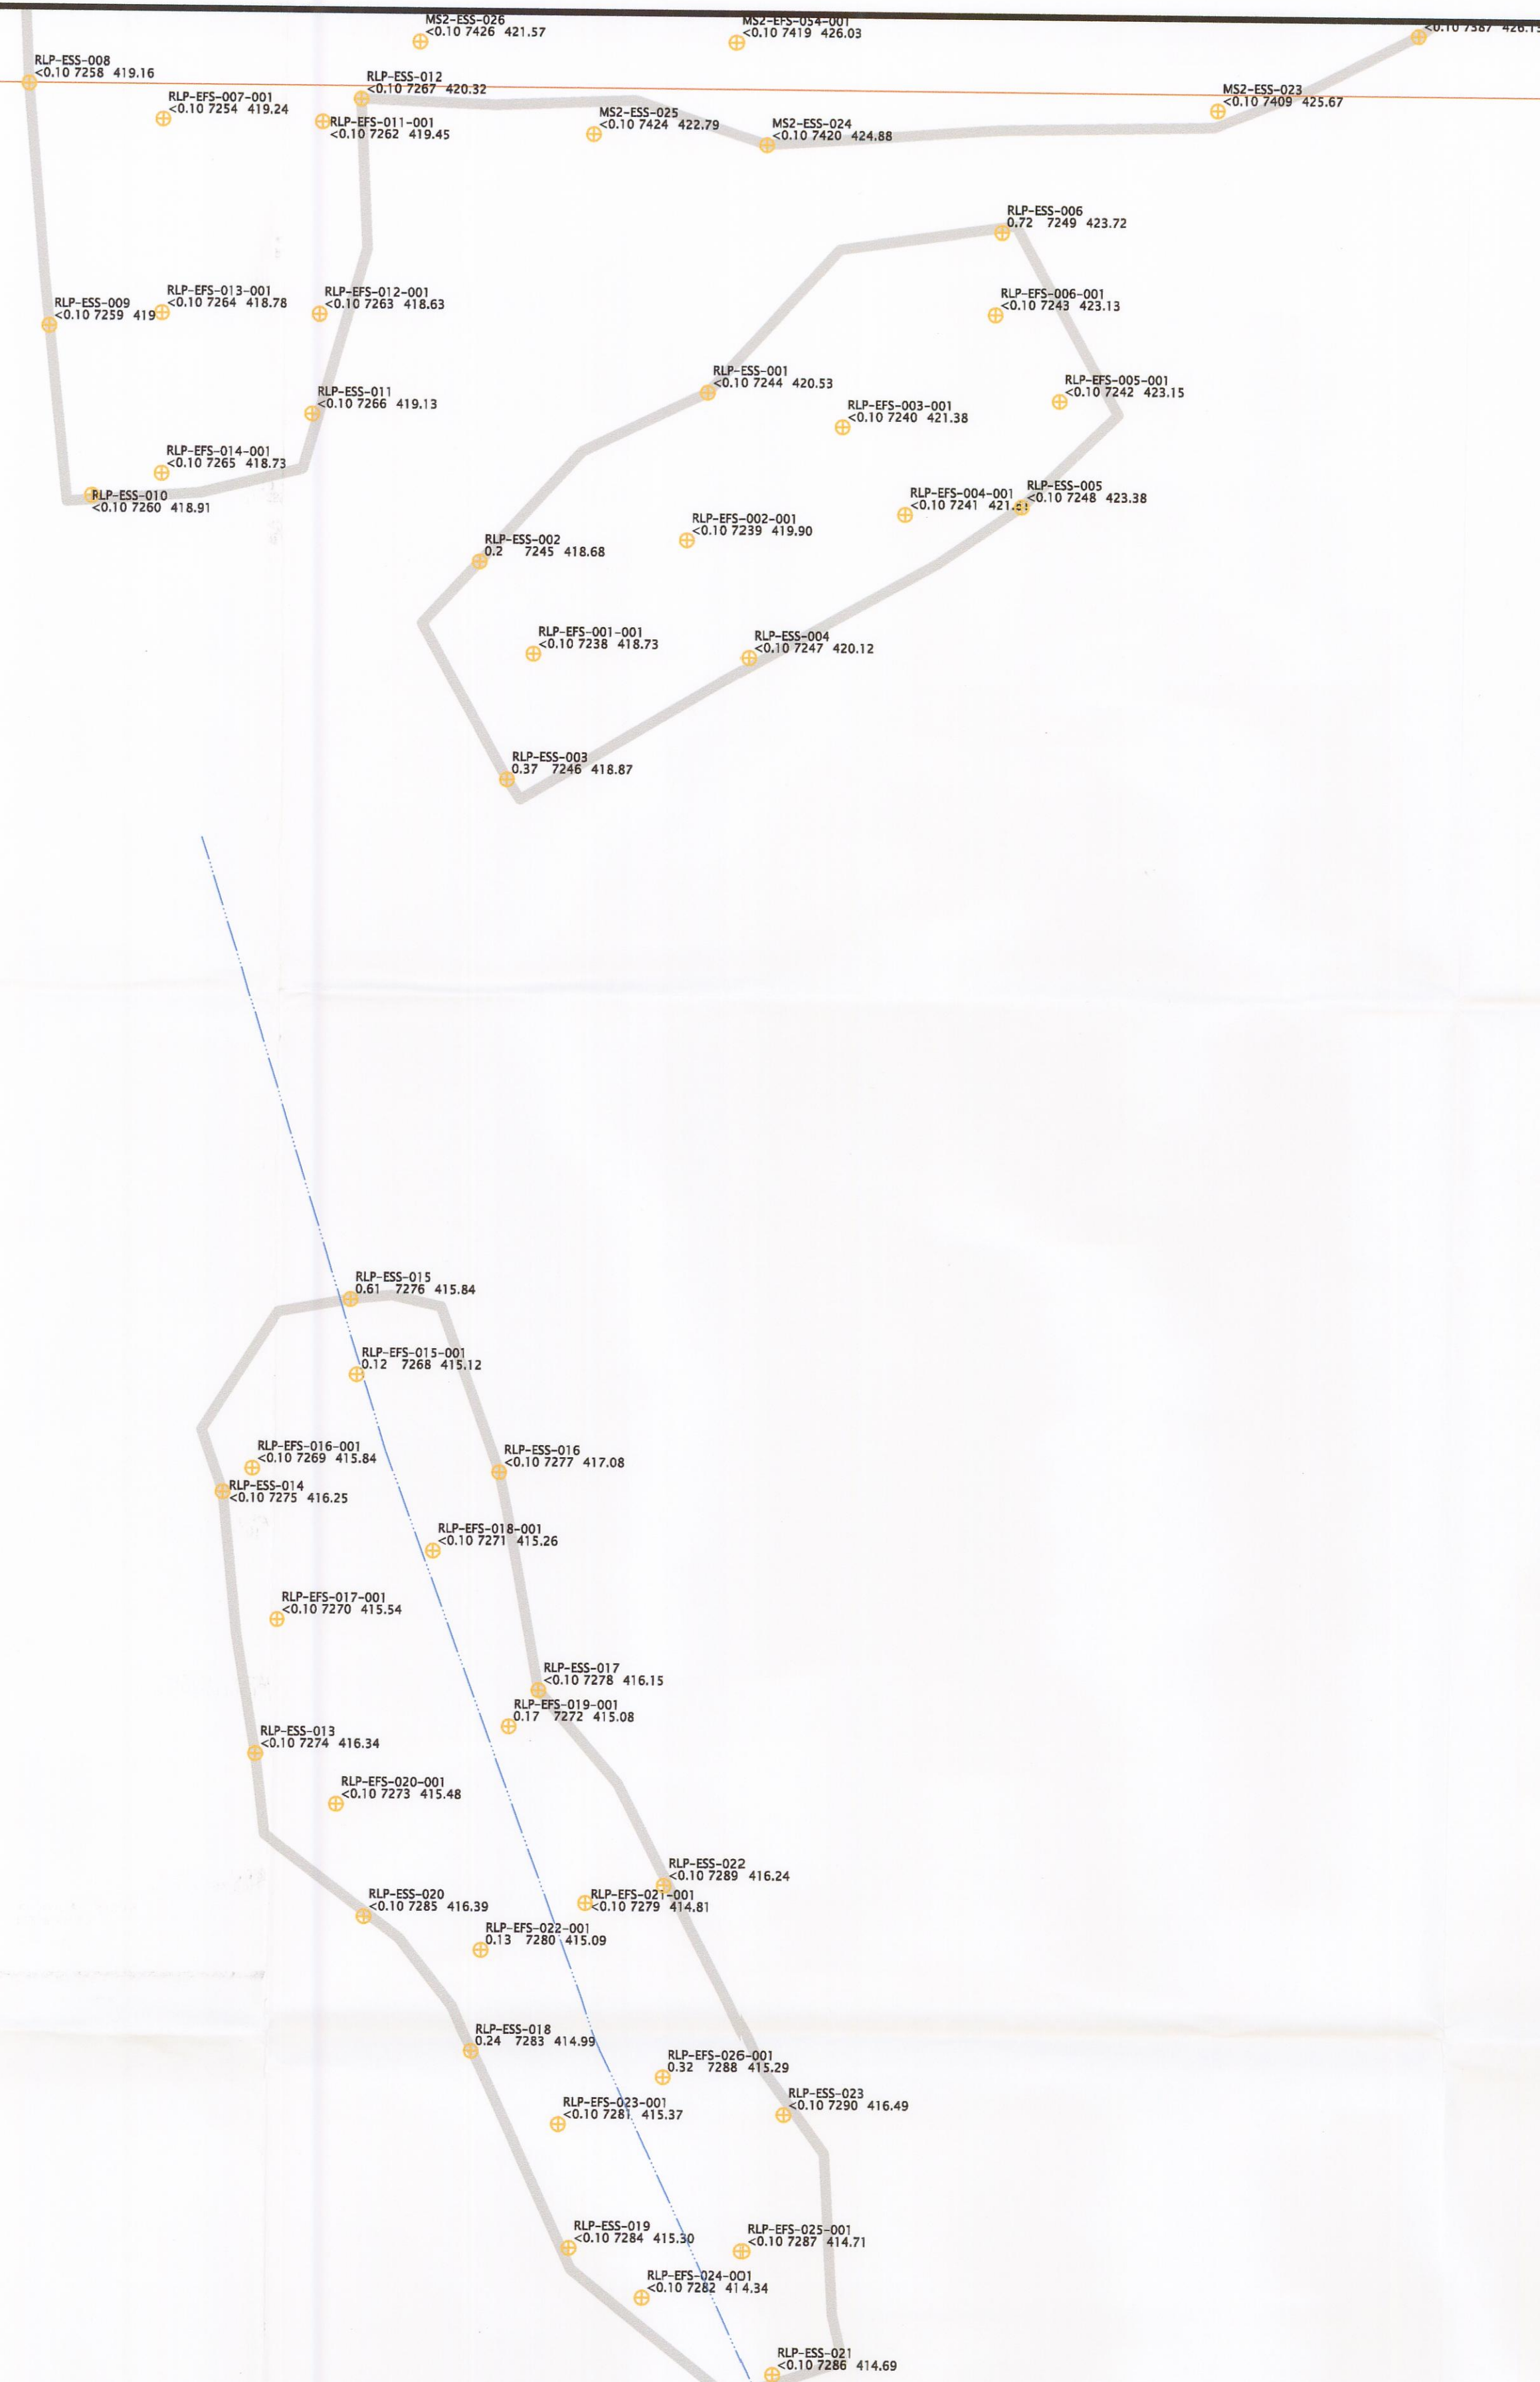 MS2-ESS-026
<0.10 7426 421.57
MS2-EFS-054-001
<0.10 7419 426.03
<0.10 7387
RLP-ESS-008
<0.10 7258 419.16
RLP-EFS-007-001
<0.10 7254 419.24
RLP-ESS-012
<0.10 7267 420.32
RLP-EFS-011-001
<0.10 7262 419.45
MS2-ESS-025
<0.10 7424 422.79
MS2-ESS-024
<0.10 7420 424.88
MS2-ESS-023
<0.10 7409 425.67
RLP-ESS-006
0.72 7249 423.72
RLP-ESS-009
<0.10 7259 419
RLP-EFS-013-001
<0.10 7264 418.78
RLP-EFS-012-001
<0.10 7263 418.63
RLP-EFS-006-001
<0.10 7243 423.13
RLP-ESS-011
<0.10 7266 419.13
RLP-ESS-001
<0.10 7244 420.53
RLP-EFS-003-001
<0.10 7240 421.38
RLP-EFS-005-001
<0.10 7242 423.15
RLP-EFS-014-001
<0.10 7265 418.73
RLP-ESS-010
<0.10 7260 418.91
RLP-EFS-004-001
<0.10 7241
RLP-ESS-005
<0.10 7248 423.38
RLP-EFS-002-001
<0.10 7239 419.90
RLP-ESS-002
0.2 7245 418.68
RLP-EFS-001-001
<0.10 7238 418.73
RLP-ESS-004
<0.10 7247 420.12
RLP-ESS-003
0.37 7246 418.87
RLP-ESS-015
0.61 7276 415.84
RLP-EFS-015-001
0.12 7268 415.12
RLP-EFS-016-001
<0.10 7269 415.84
RLP-ESS-016
<0.10 7277 417.08
RLP-ESS-014
<0.10 7275 416.25
RLP-EFS-018-001
<0.10 7271 415.26
RLP-EFS-017-001
<0.10 7270 415.54
RLP-ESS-017
<0.10 7278 416.15
RLP-EFS-019-001
0.17 7272 415.08
RLP-ESS-013
<0.10 7274 416.34
RLP-EFS-020-001
<0.10 7273 415.48
RLP-ESS-022
<0.10 7289 416.24
RLP-ESS-020
<0.10 7285 416.39
RLP-EFS-021-001
<0.10 7279 414.81
RLP-EFS-022-001
0.13 7280 415.09
RLP-ESS-018
0.24 7283 414.99
RLP-EFS-026-001
0.32 7288 415.29
RLP-ESS-023
<0.10 7290 416.49
RLP-EFS-023-001
<0.10 7281 415.37
RLP-ESS-019
<0.10 7284 415.30
RLP-EFS-025-001
<0.10 7287 414.71
RLP-EFS-024-001
<0.10 7282 414.34
RLP-ESS-021
<0.10 7286 414.69